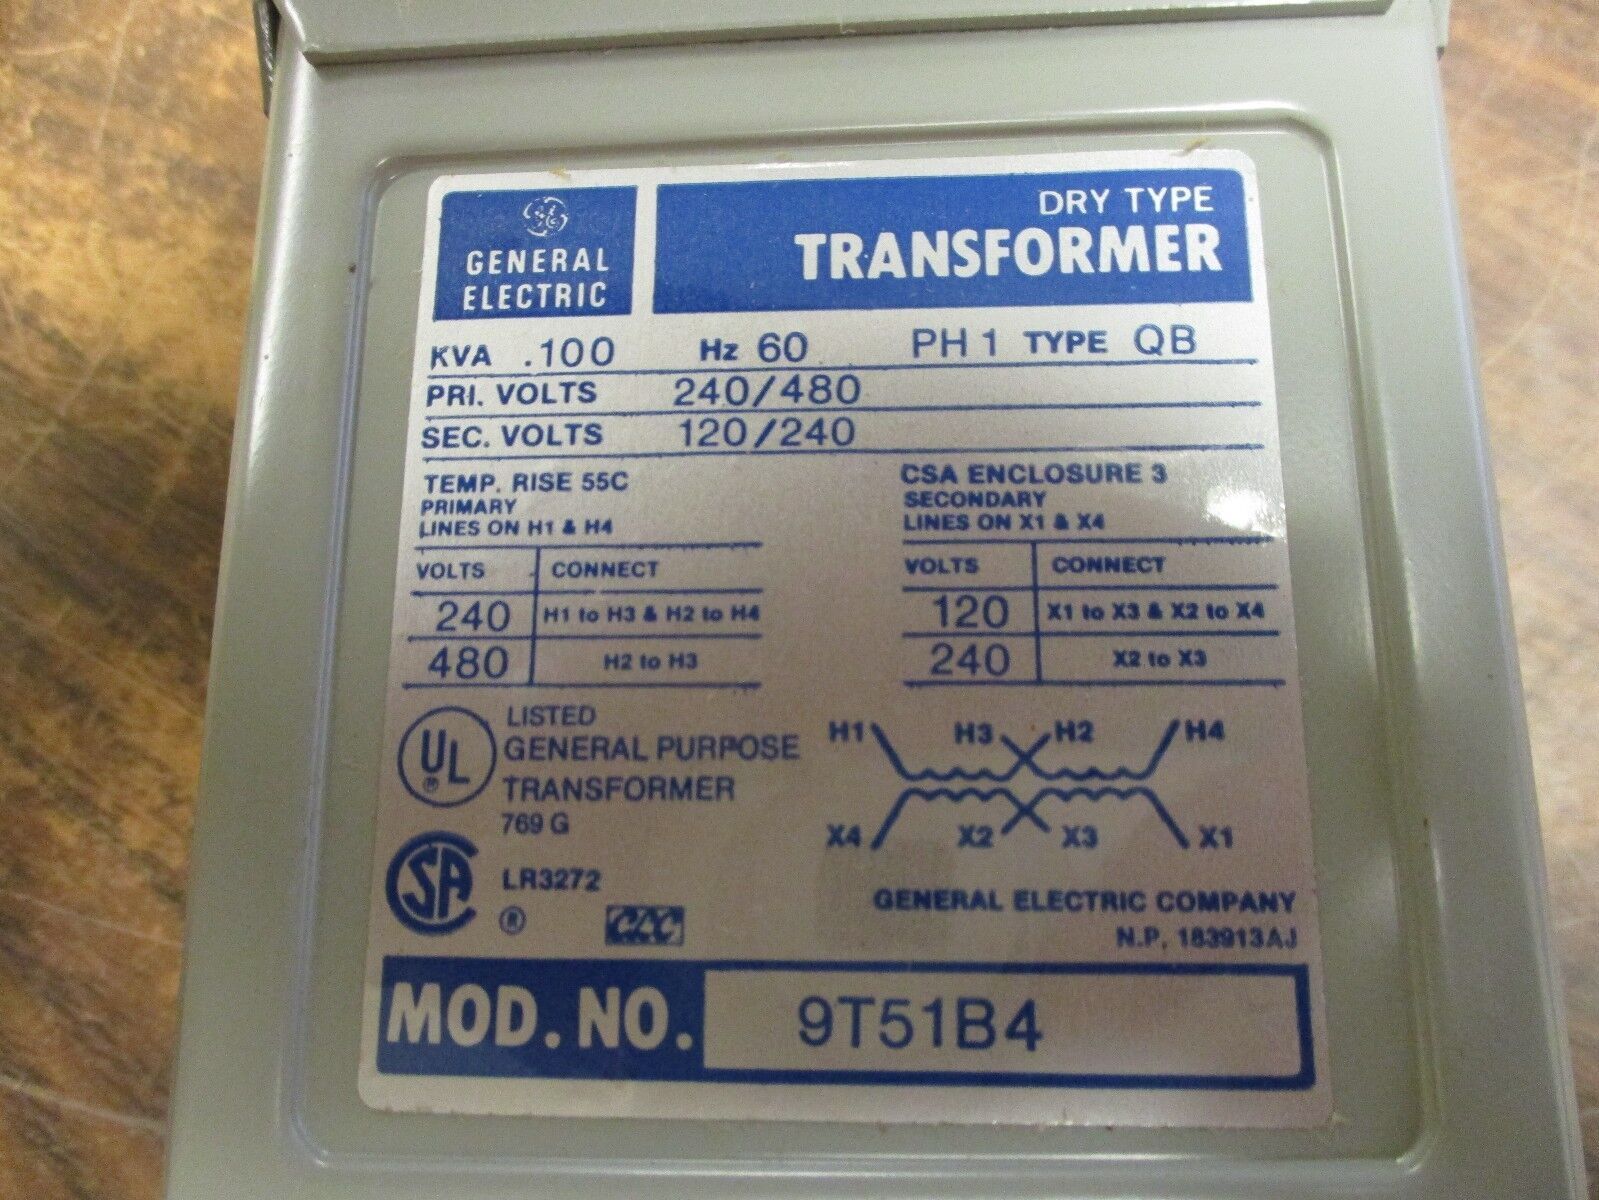 GENERAL
ELECTRIC
DRY TYPE
TRANSFORMER
KVA .100 Hz 60 PH 1 TYPE QB
PRI. VOLTS 240/480
SEC. VOLTS 120/240
TEMP. RISE 55C
PRIMARY
LINES ON H1 & H4
VOLTS CONNECT
240 H1 to H3 & H2 to H4
480 H2 to H3
CSA ENCLOSURE 3
SECONDARY
LINES ON X1 & X4
VOLTS CONNECT
120 X1 to X3 & X2 to X4
240 X2 to X3
UL ®
LISTED
GENERAL PURPOSE
TRANSFORMER
769 G
H1 H3 H2 H4
X4 X2 X3 X1
SA
LR3272
®
CLC
GENERAL ELECTRIC COMPANY
N.P. 183913AJ
MOD. NO. 9T51B4